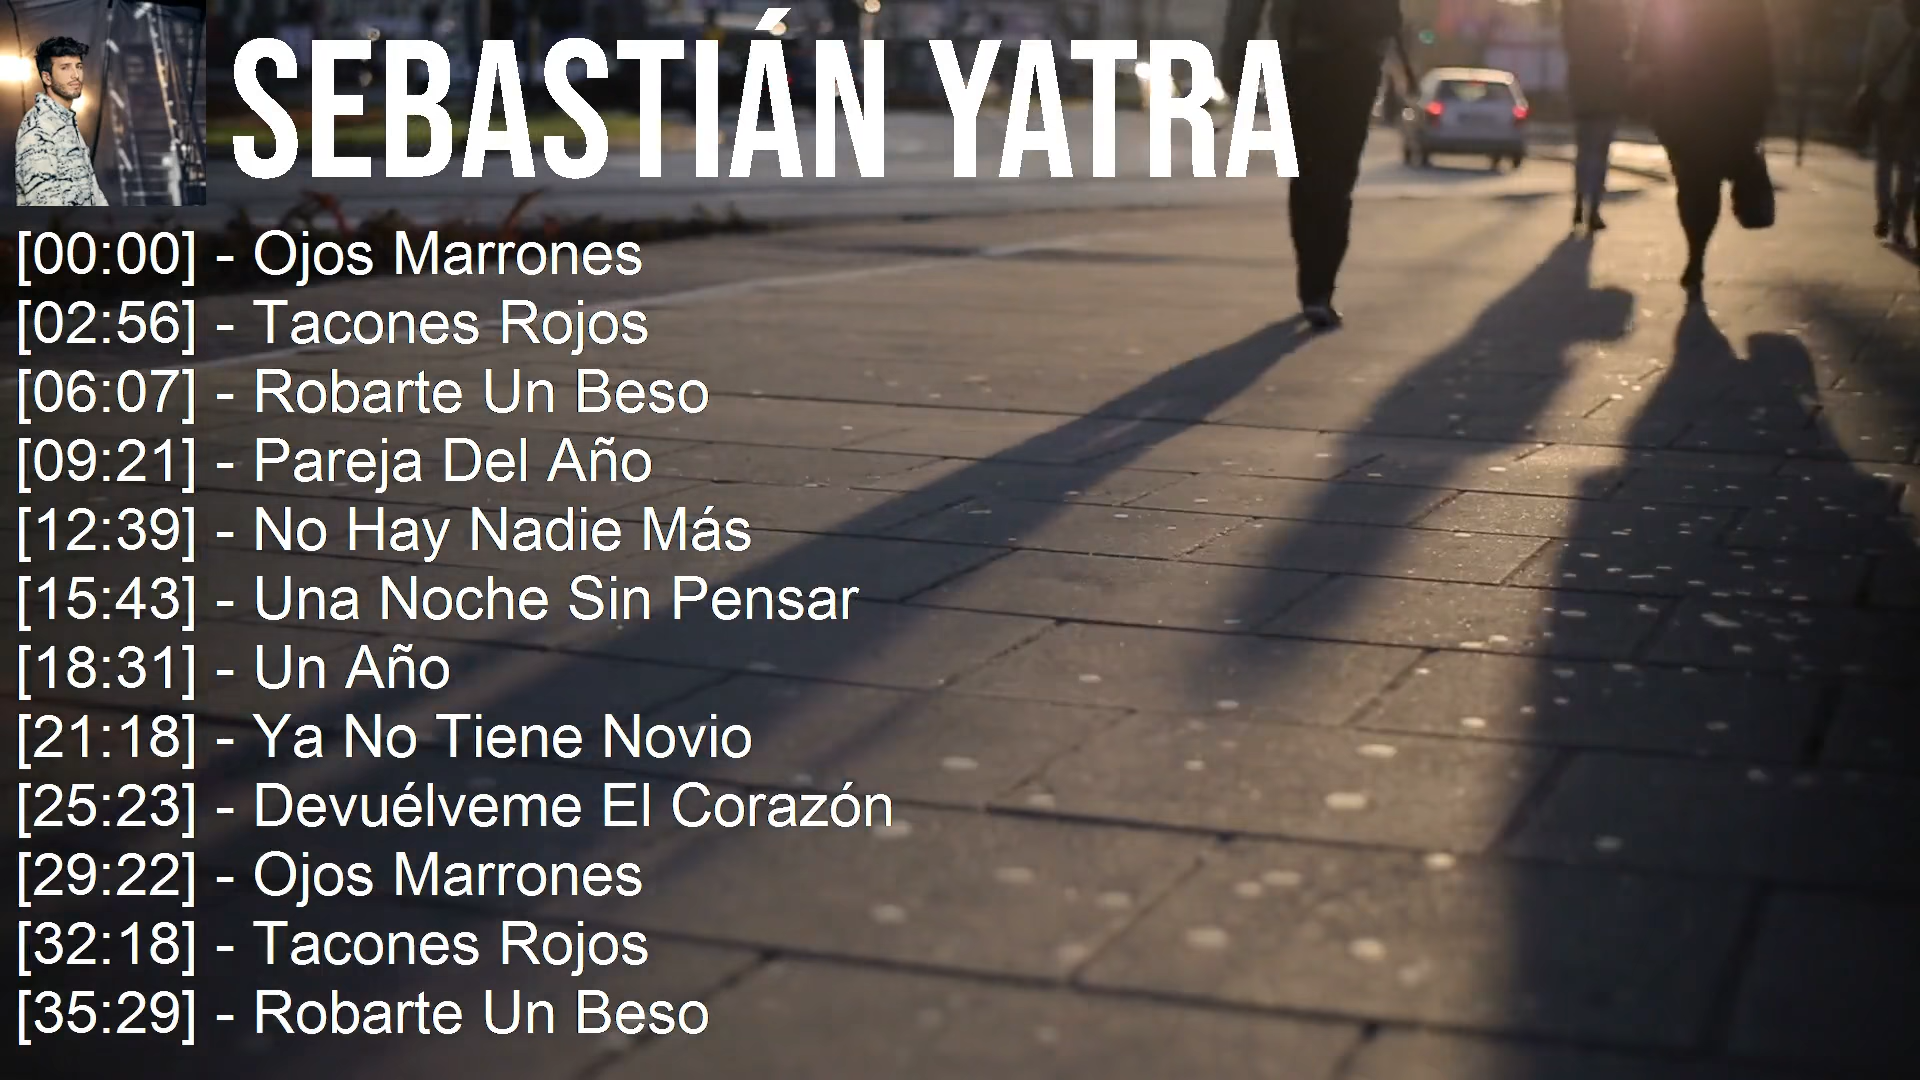 SEBASTIÁN YATRA
[00:00] - Ojos Marrones
[02:56] - Tacones Rojos
[06:07] - Robarte Un Beso
[09:21] - Pareja Del Año
[12:39] - No Hay Nadie Más
[15:43] - Una Noche Sin Pensar
[18:31] - Un Año
[21:18] - Ya No Tiene Novio
[25:23] - Devuélveme El Corazón
[29:22] - Ojos Marrones
[32:18] - Tacones Rojos
[35:29] - Robarte Un Beso